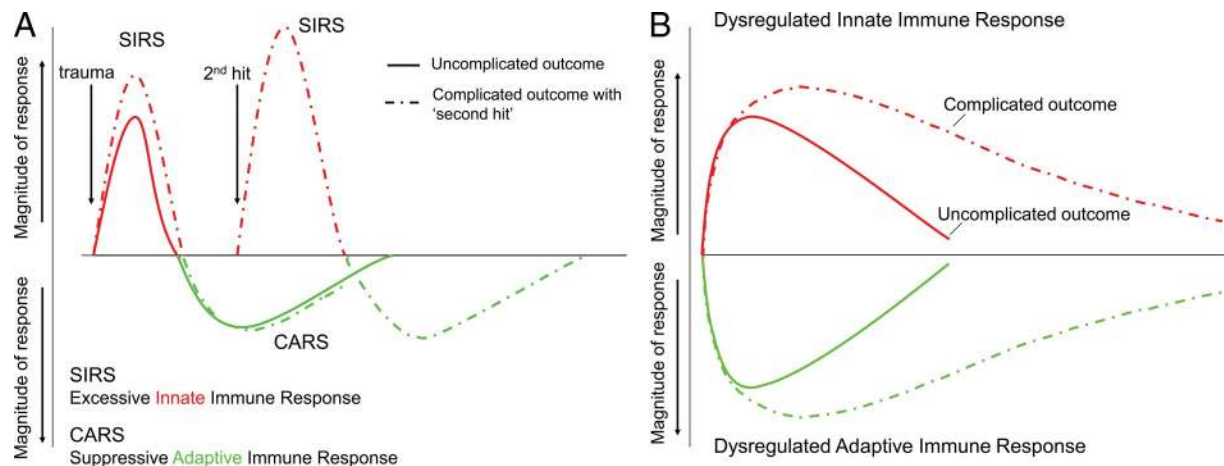 A
SIRS
SIRS
trauma
2nd hit
Uncomplicated outcome
Complicated outcome with
'second hit'
Magnitude of response
Magnitude of response
CARS
SIRS
Excessive Innate Immune Response
CARS
Suppressive Adaptive Immune Response
B
Dysregulated Innate Immune Response
Magnitude of response
Complicated outcome
Uncomplicated outcome
Magnitude of response
Dysregulated Adaptive Immune Response